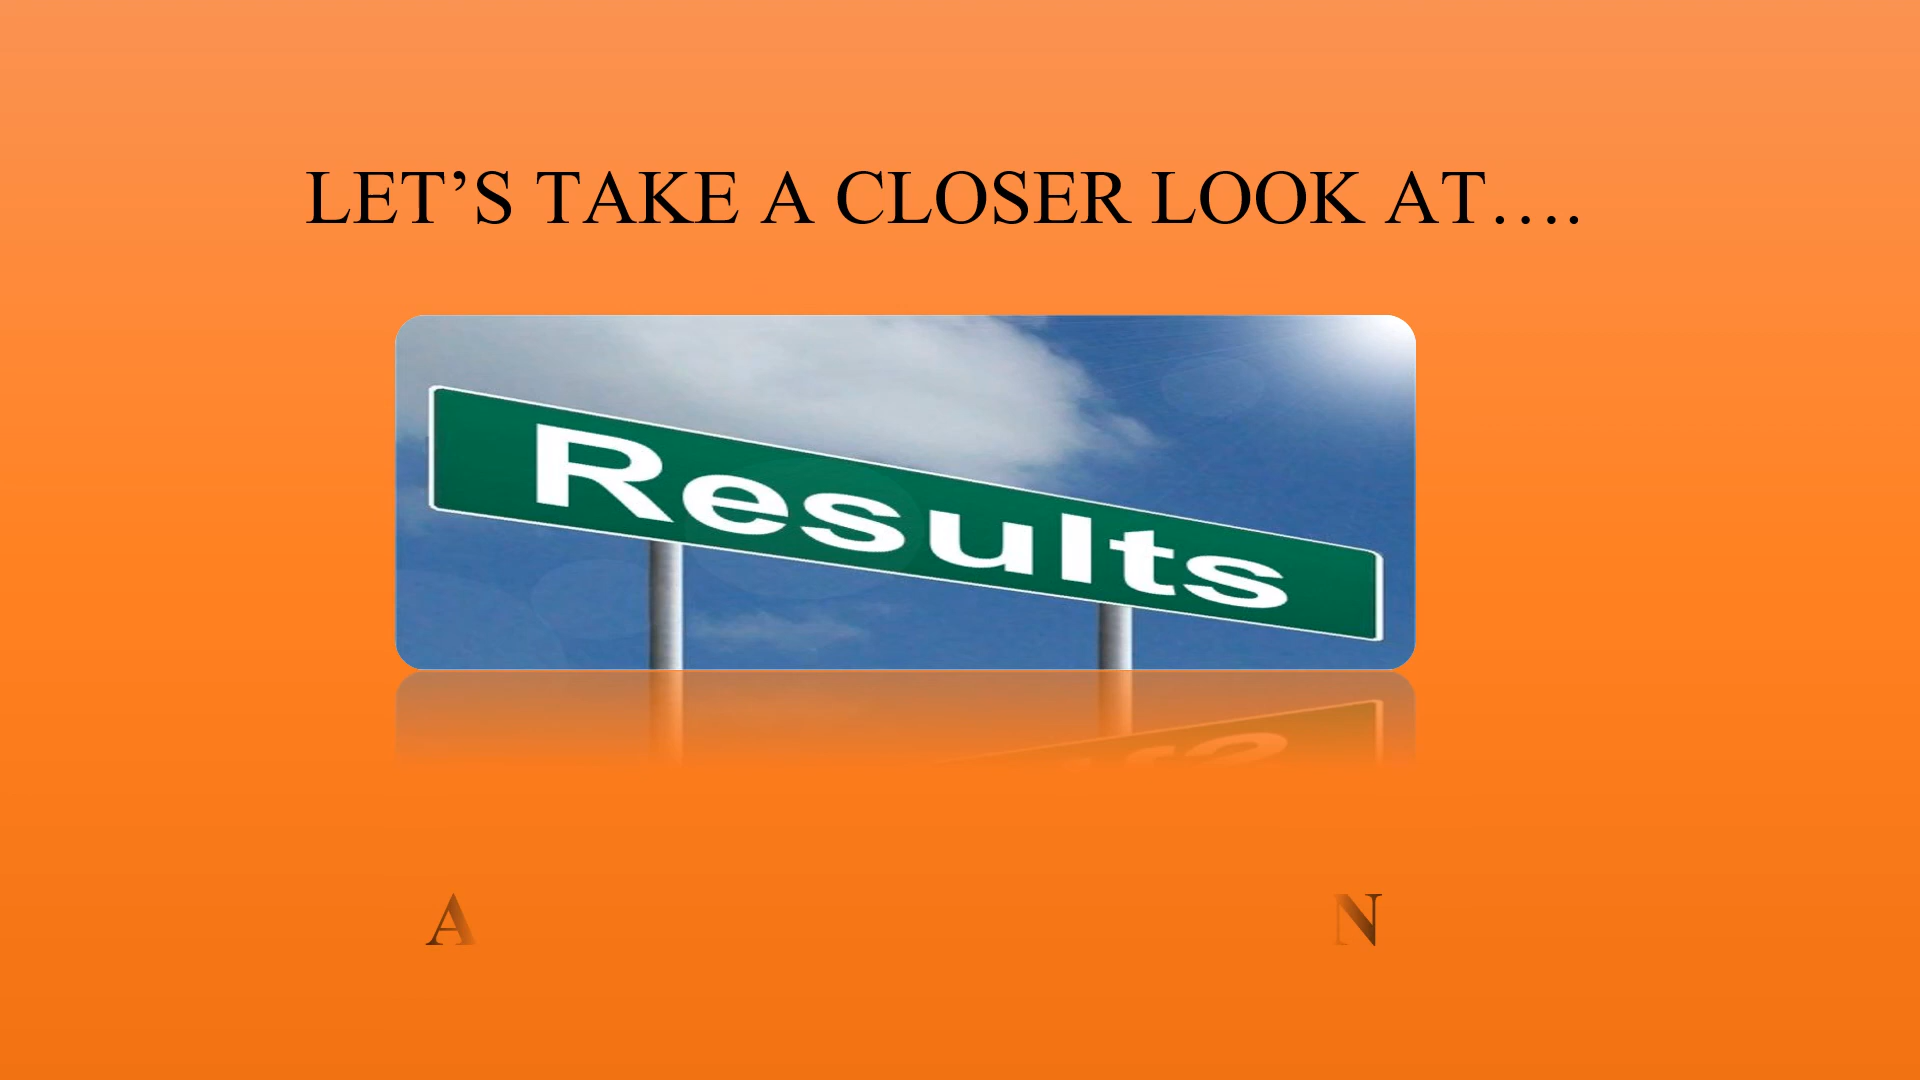 LET’S TAKE A CLOSER LOOK AT….
Results
A N